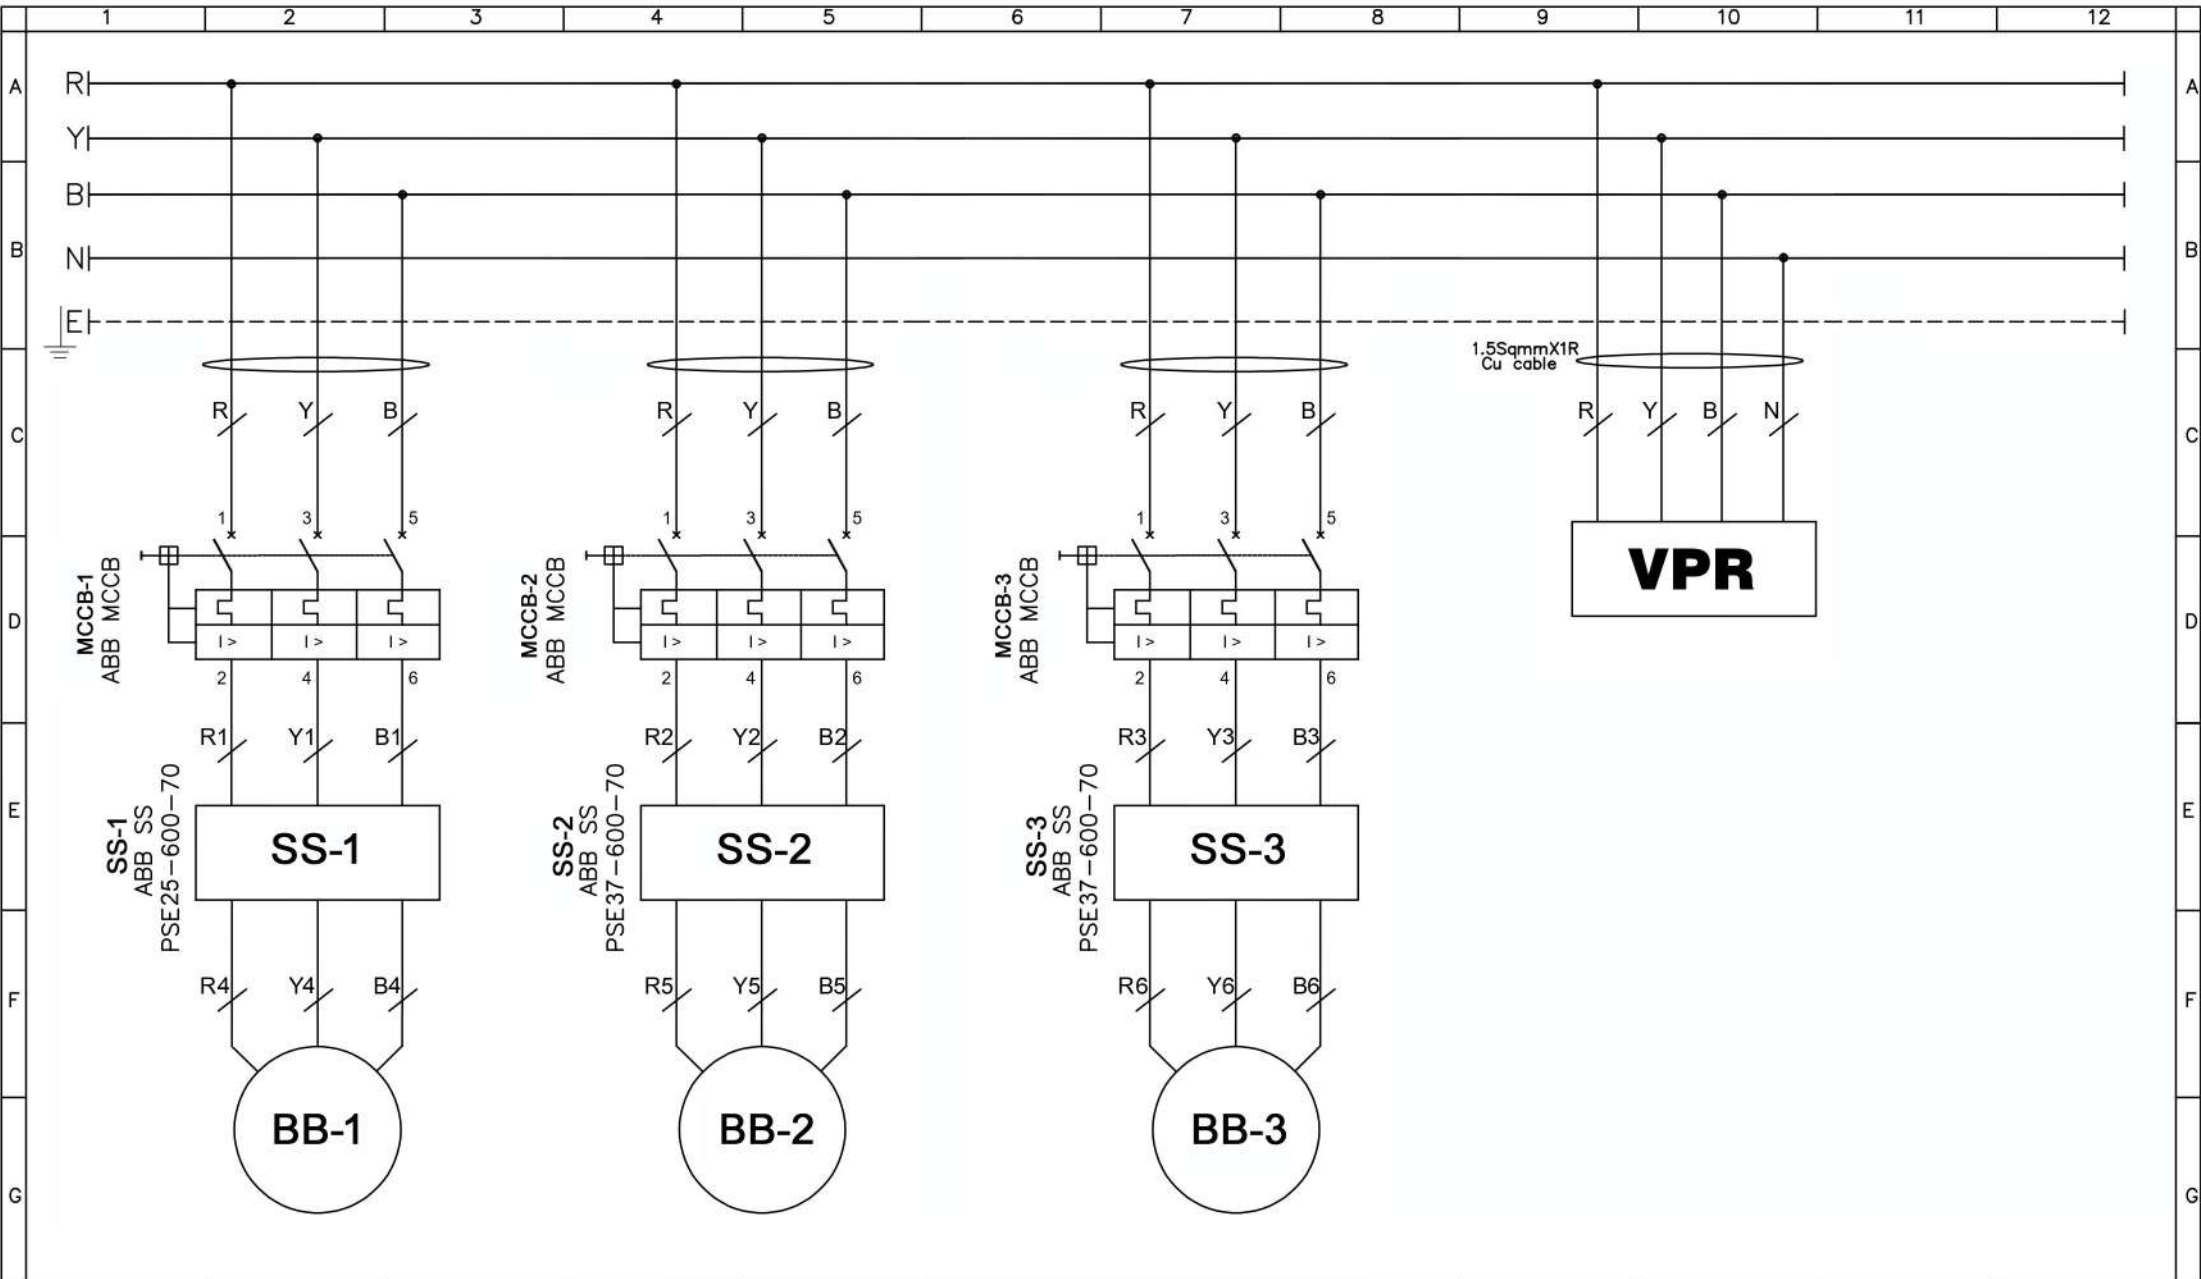 1 2 3 4 5 6 7 8 9 10 11 12
A R A
Y
B
B N B
E
1.5SqmmX1R
Cu cable
R Y B R Y B R Y B R Y B N
C C
1 3 5 1 3 5 1 3 5
MCCB-1
ABB MCCB
MCCB-2
ABB MCCB
MCCB-3
ABB MCCB
VPR
D D
I> I> I> I> I> I> I> I> I>
2 4 6 2 4 6 2 4 6
R1 Y1 B1 R2 Y2 B2 R3 Y3 B3
E E
SS-1
ABB SS
PSE25-600-70
SS-1
SS-2
ABB SS
PSE37-600-70
SS-2
SS-3
ABB SS
PSE37-600-70
SS-3
R4 Y4 B4 R5 Y5 B5 R6 Y6 B6
F F
BB-1 BB-2 BB-3
G G